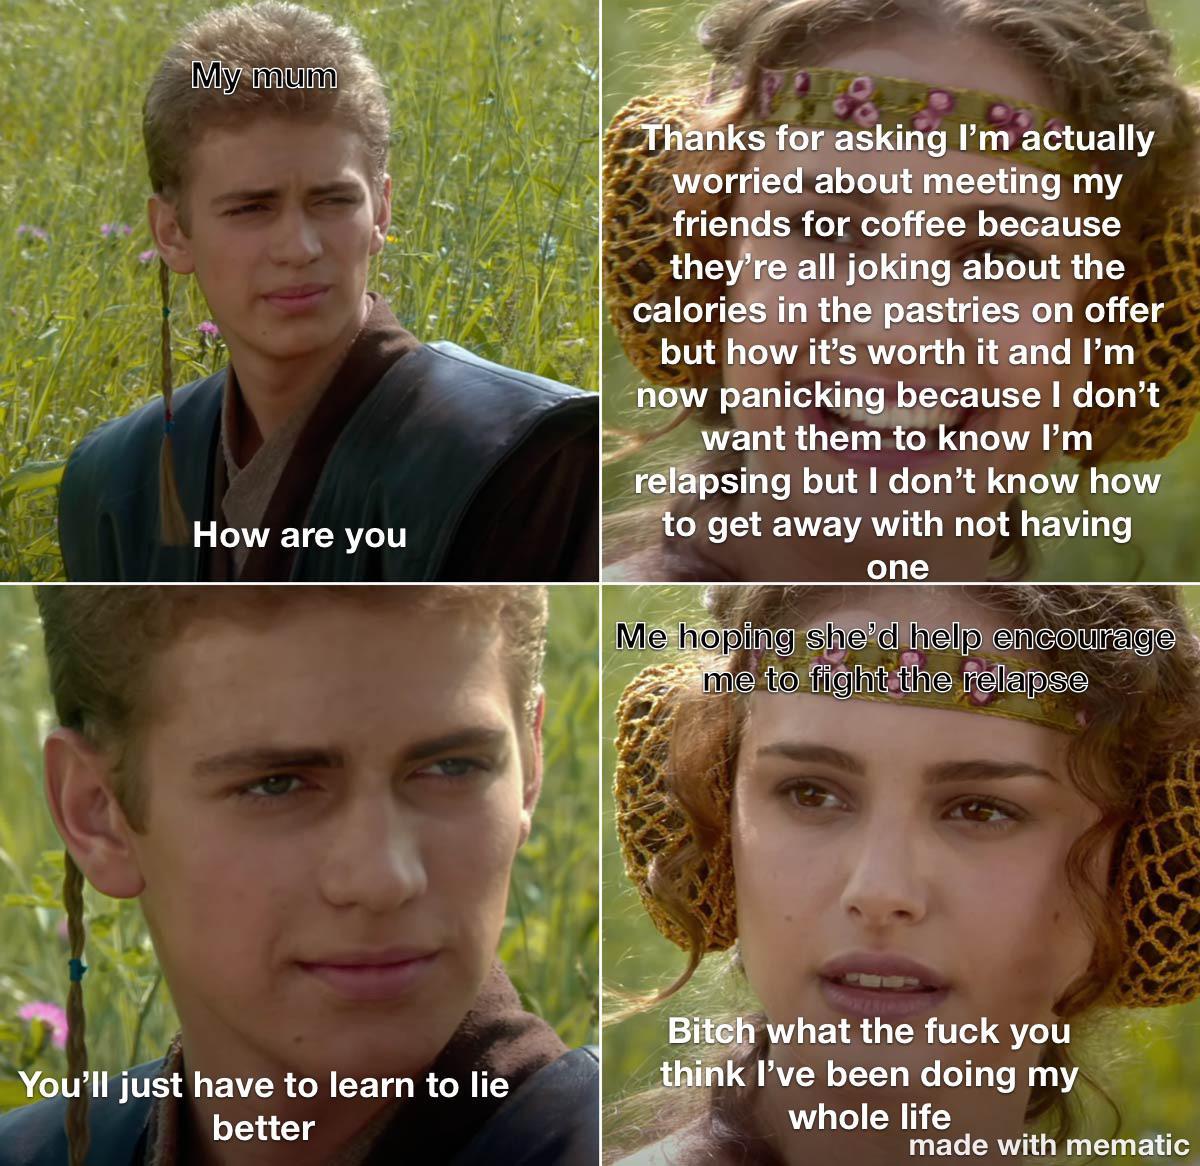 My mum
How are you
Thanks for asking I'm actually
worried about meeting my
friends for coffee because
they're all joking about the
calories in the pastries on offer
but how it's worth it and I'm
now panicking because I don't
want them to know I'm
relapsing but I don't know how
to get away with not having
one
You'll just have to learn to lie
better
Me hoping she'd help encourage
me to fight the relapse
Bitch what the fuck you
think I've been doing my
whole life
made with mematic